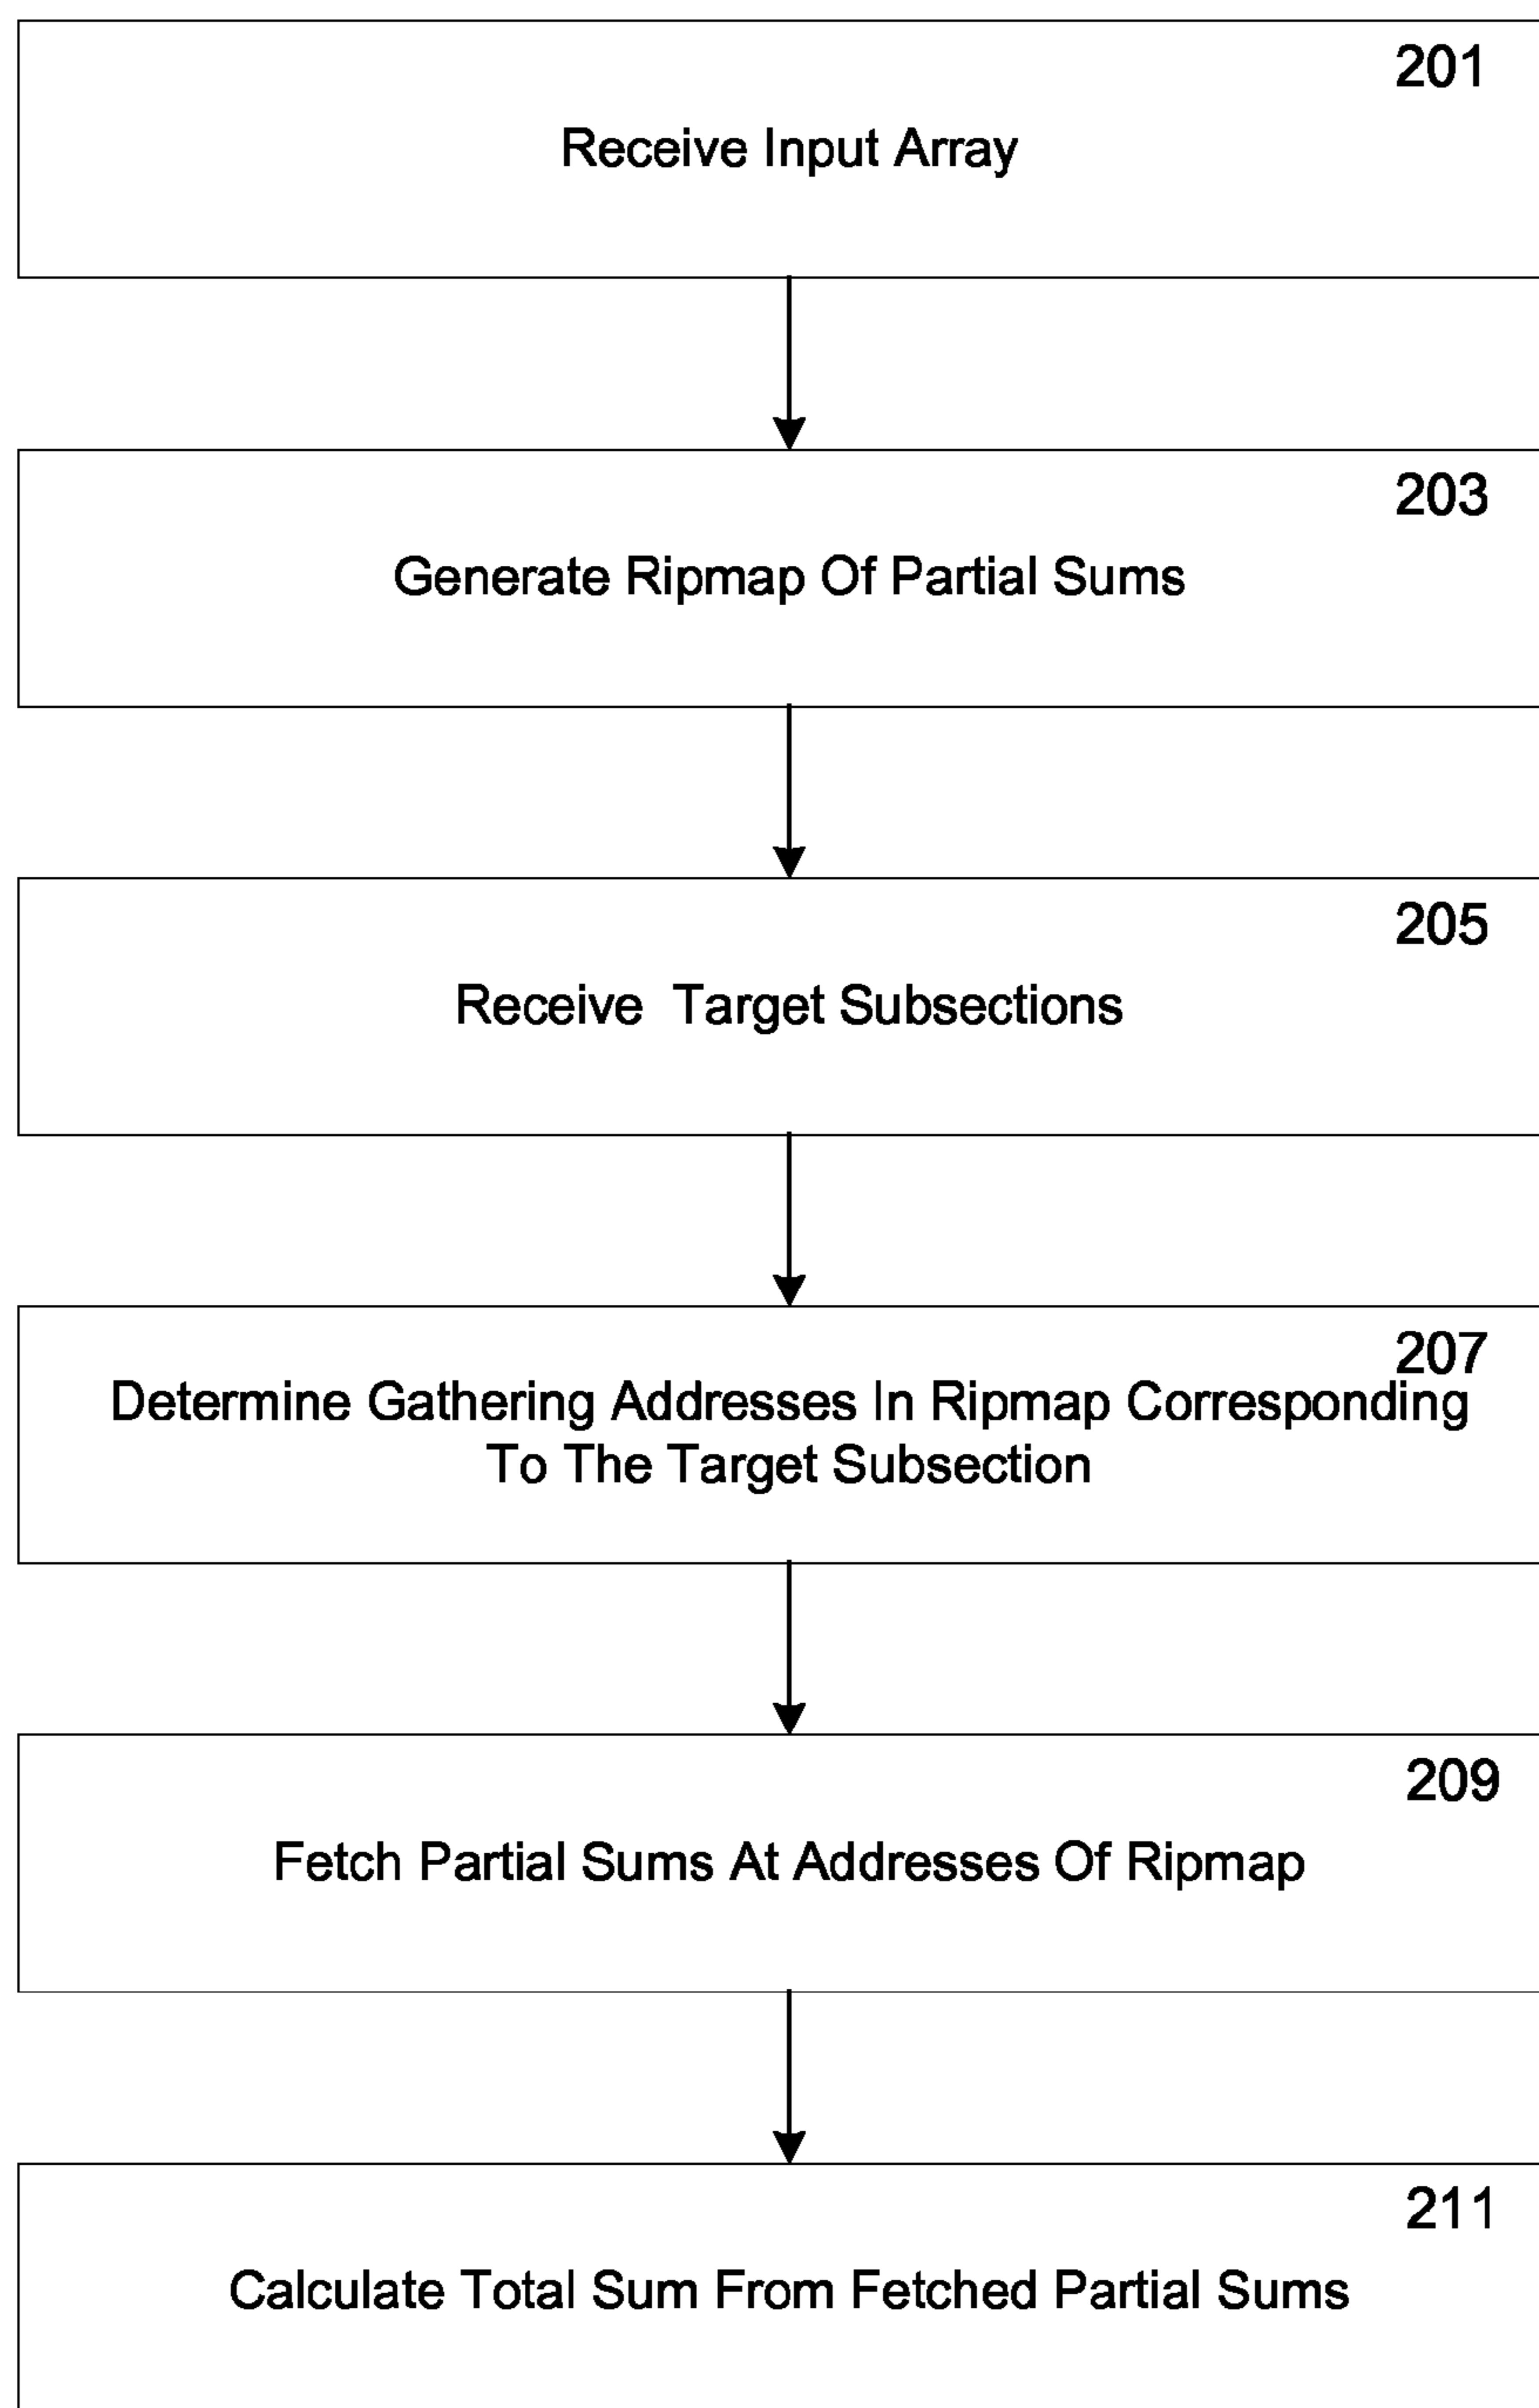 201
Receive Input Array
203
Generate Ripmap Of Partial Sums
205
Receive Target Subsections
207
Determine Gathering Addresses In Ripmap Corresponding
To The Target Subsection
209
Fetch Partial Sums At Addresses Of Ripmap
211
Calculate Total Sum From Fetched Partial Sums